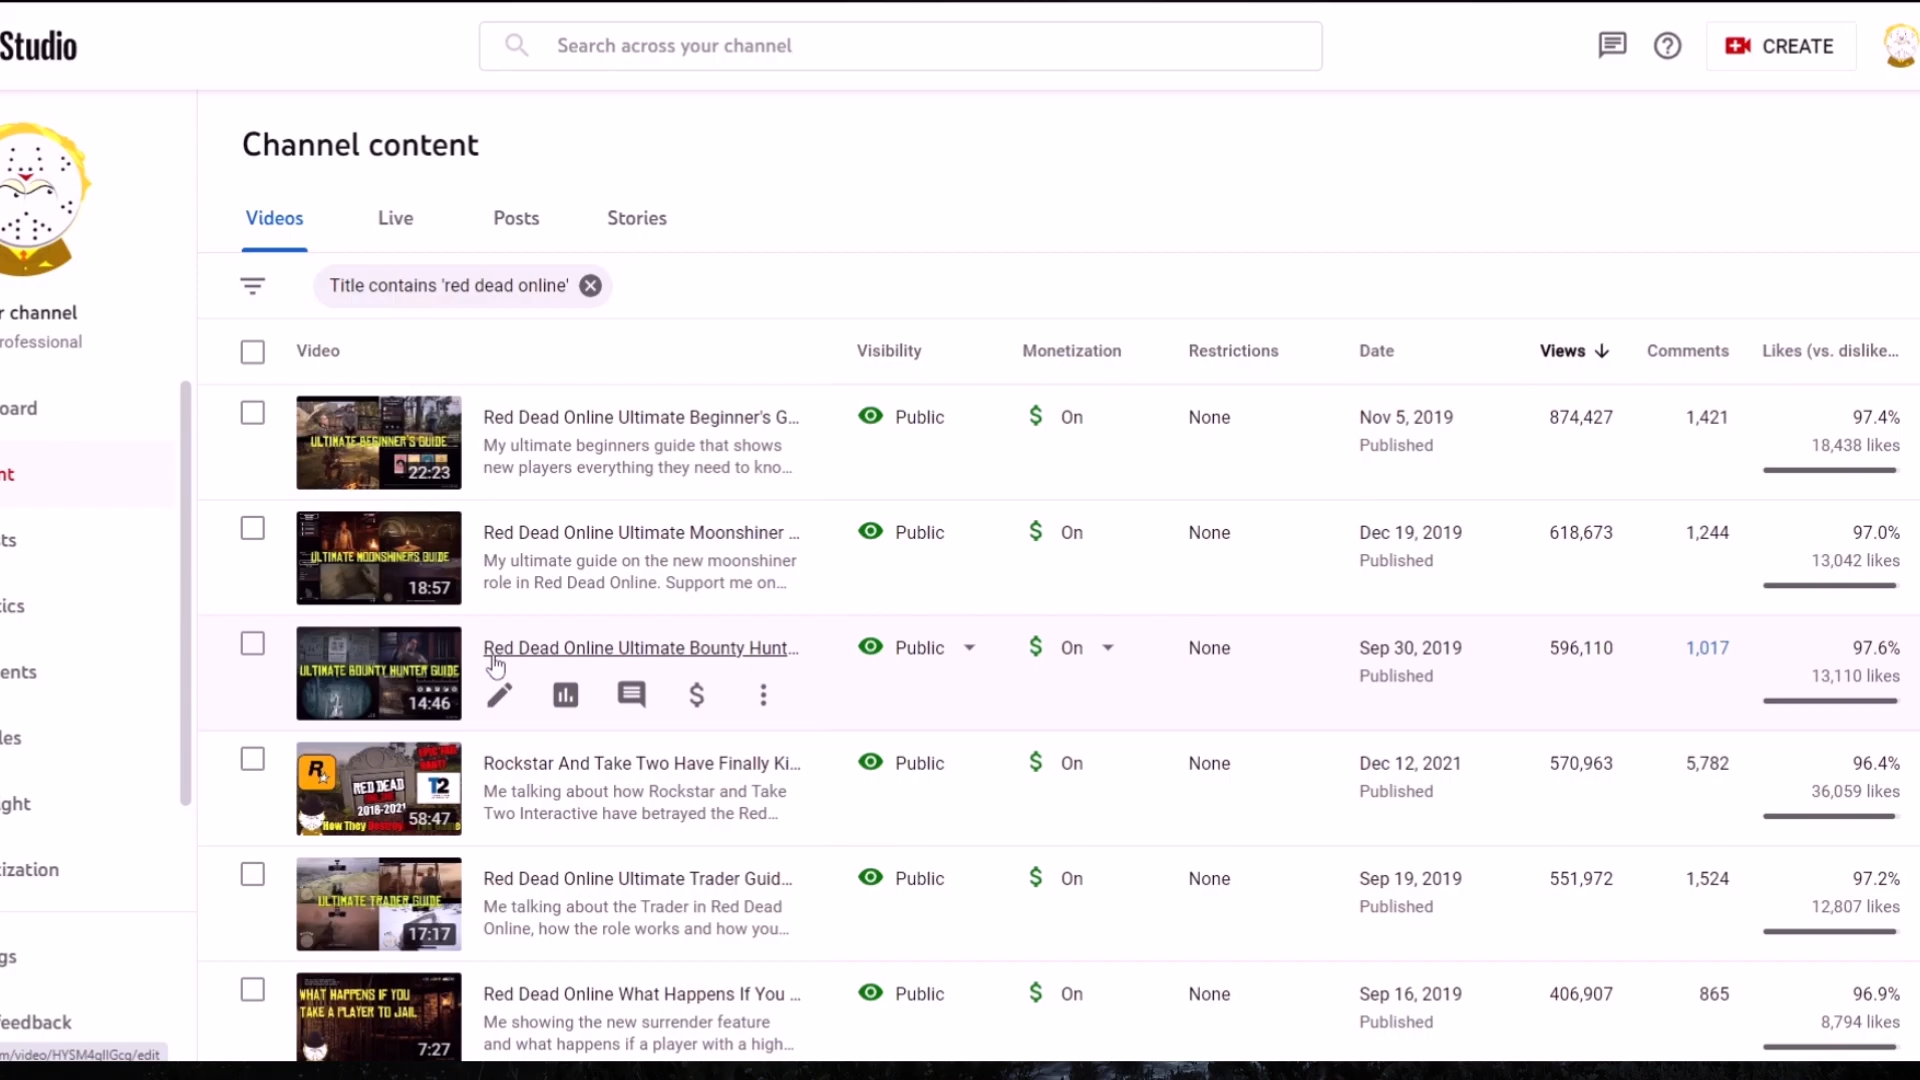 Studio
Search across your channel
CREATE
r channel
rofessional
oard
nt
ts
tics
ents
les
ght
ization
gs
feedback
m/video/HYSM4qIlGcg/edit
Channel content
Videos Live Posts Stories
Title contains 'red dead online'
Video Visibility Monetization Restrictions Date Views Comments Likes (vs. dislike...
ULTIMATE BEGINNER'S GUIDE
22:23
Red Dead Online Ultimate Beginner's G... Public On None Nov 5, 2019 874,427 1,421 97.4%
My ultimate beginners guide that shows Published 18,438 likes
new players everything they need to kno...
ULTIMATE MOONSHINERS GUIDE
18:57
Red Dead Online Ultimate Moonshiner ... Public On None Dec 19, 2019 618,673 1,244 97.0%
My ultimate guide on the new moonshiner Published 13,042 likes
role in Red Dead Online. Support me on...
ULTIMATE BOUNTY HUNTER GUIDE
14:46
Red Dead Online Ultimate Bounty Hunt... Public On None Sep 30, 2019 596,110 1,017 97.6%
Published 13,110 likes
R
RED DEAD
2018-2021
T2
How They Destroy
58:47
Rockstar And Take Two Have Finally Ki... Public On None Dec 12, 2021 570,963 5,782 96.4%
Me talking about how Rockstar and Take Published 36,059 likes
Two Interactive have betrayed the Red...
ULTIMATE TRADER GUIDE
17:17
Red Dead Online Ultimate Trader Guid... Public On None Sep 19, 2019 551,972 1,524 97.2%
Me talking about the Trader in Red Dead Published 12,807 likes
Online, how the role works and how you...
WHAT HAPPENS IF YOU
TAKE A PLAYER TO JAIL
7:27
Red Dead Online What Happens If You ... Public On None Sep 16, 2019 406,907 865 96.9%
Me showing the new surrender feature Published 8,794 likes
and what happens if a player with a high...